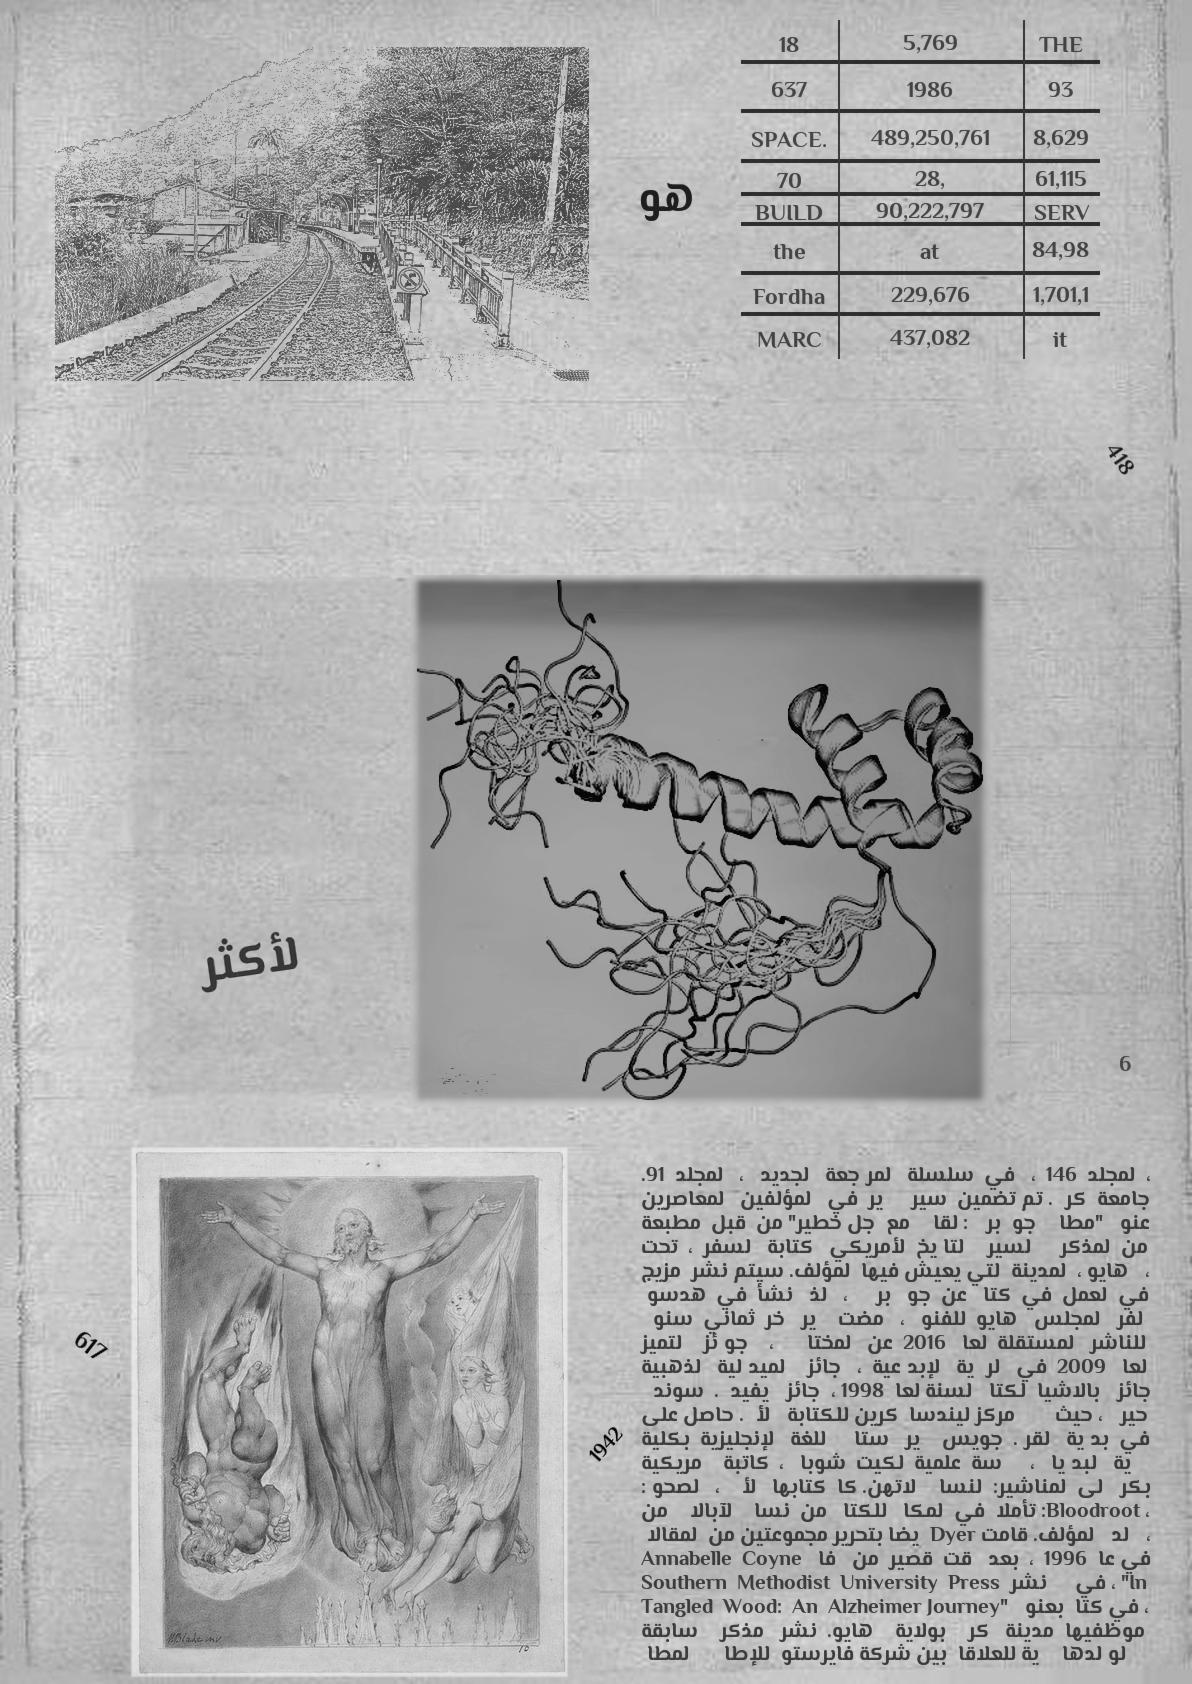 18 5,769 THE
637 1986 93
SPACE. 489,250,761 8,629
70 28, 61,115
BUILD 90,222,797 SERV
the at 84,98
Fordha 229,676 1,701,1
MARC 437,082 it
هو
418
لأكثر
6
617
1942
، لمجلد 146 ، في سلسلة لمر جعة لجديد ، لمجلد 91.
جامعة كر . تم تضمين سير ير في لمؤلفين لمعاصرين
عنو "مطا جو بر : لقا مع جل خطير" من قبل مطبعة
من لمذكر لسير لتا يخ لأمريكي كتابة لسفر ، تحت
، هايو ، لمدينة لتي يعيش فيها لمؤلف. سيتم نشر مزيج
في لعمل في كتا عن جو بر ، لذ نشأ في هدسو
لفر لمجلس هايو للفنو ، مضت ير خر ثماني سنو
للناشر لمستقلة لعا 2016 عن لمختا ، جو ئز لتميز
لعا 2009 في لر ية لإبد عية ، جائز لميد لية لذهبية
جائز بالاشيا لكتا لسنة لعا 1998 ، جائز يفيد . سوند
حير ، حيث مركز ليندسا كرين للكتابة لأ . حاصل على
في بد ية لقر . جويس ير ستا للغة لإنجليزية بكلية
ية لبد يا ، سة علمية لكيت شوبا ، كاتبة مريكية
بكر لى لمناشير: لنسا لاتهن. كا كتابها لأ ، لصحو :
، Bloodroot: تأملا في لمكا للكتا من نسا لآبالا من
، لد لمؤلف. قامت Dyer يضا بتحرير مجموعتين من لمقالا
في عا 1996 ، بعد قت قصير من فا Annabelle Coyne
In" ، في نشر Southern Methodist University Press
، في كتا بعنو "Tangled Wood: An Alzheimer Journey
موظفيها مدينة كر بولاية هايو. نشر مذكر سابقة
لو لدها ية للعلاقا بين شركة فايرستو للإطا لمطا